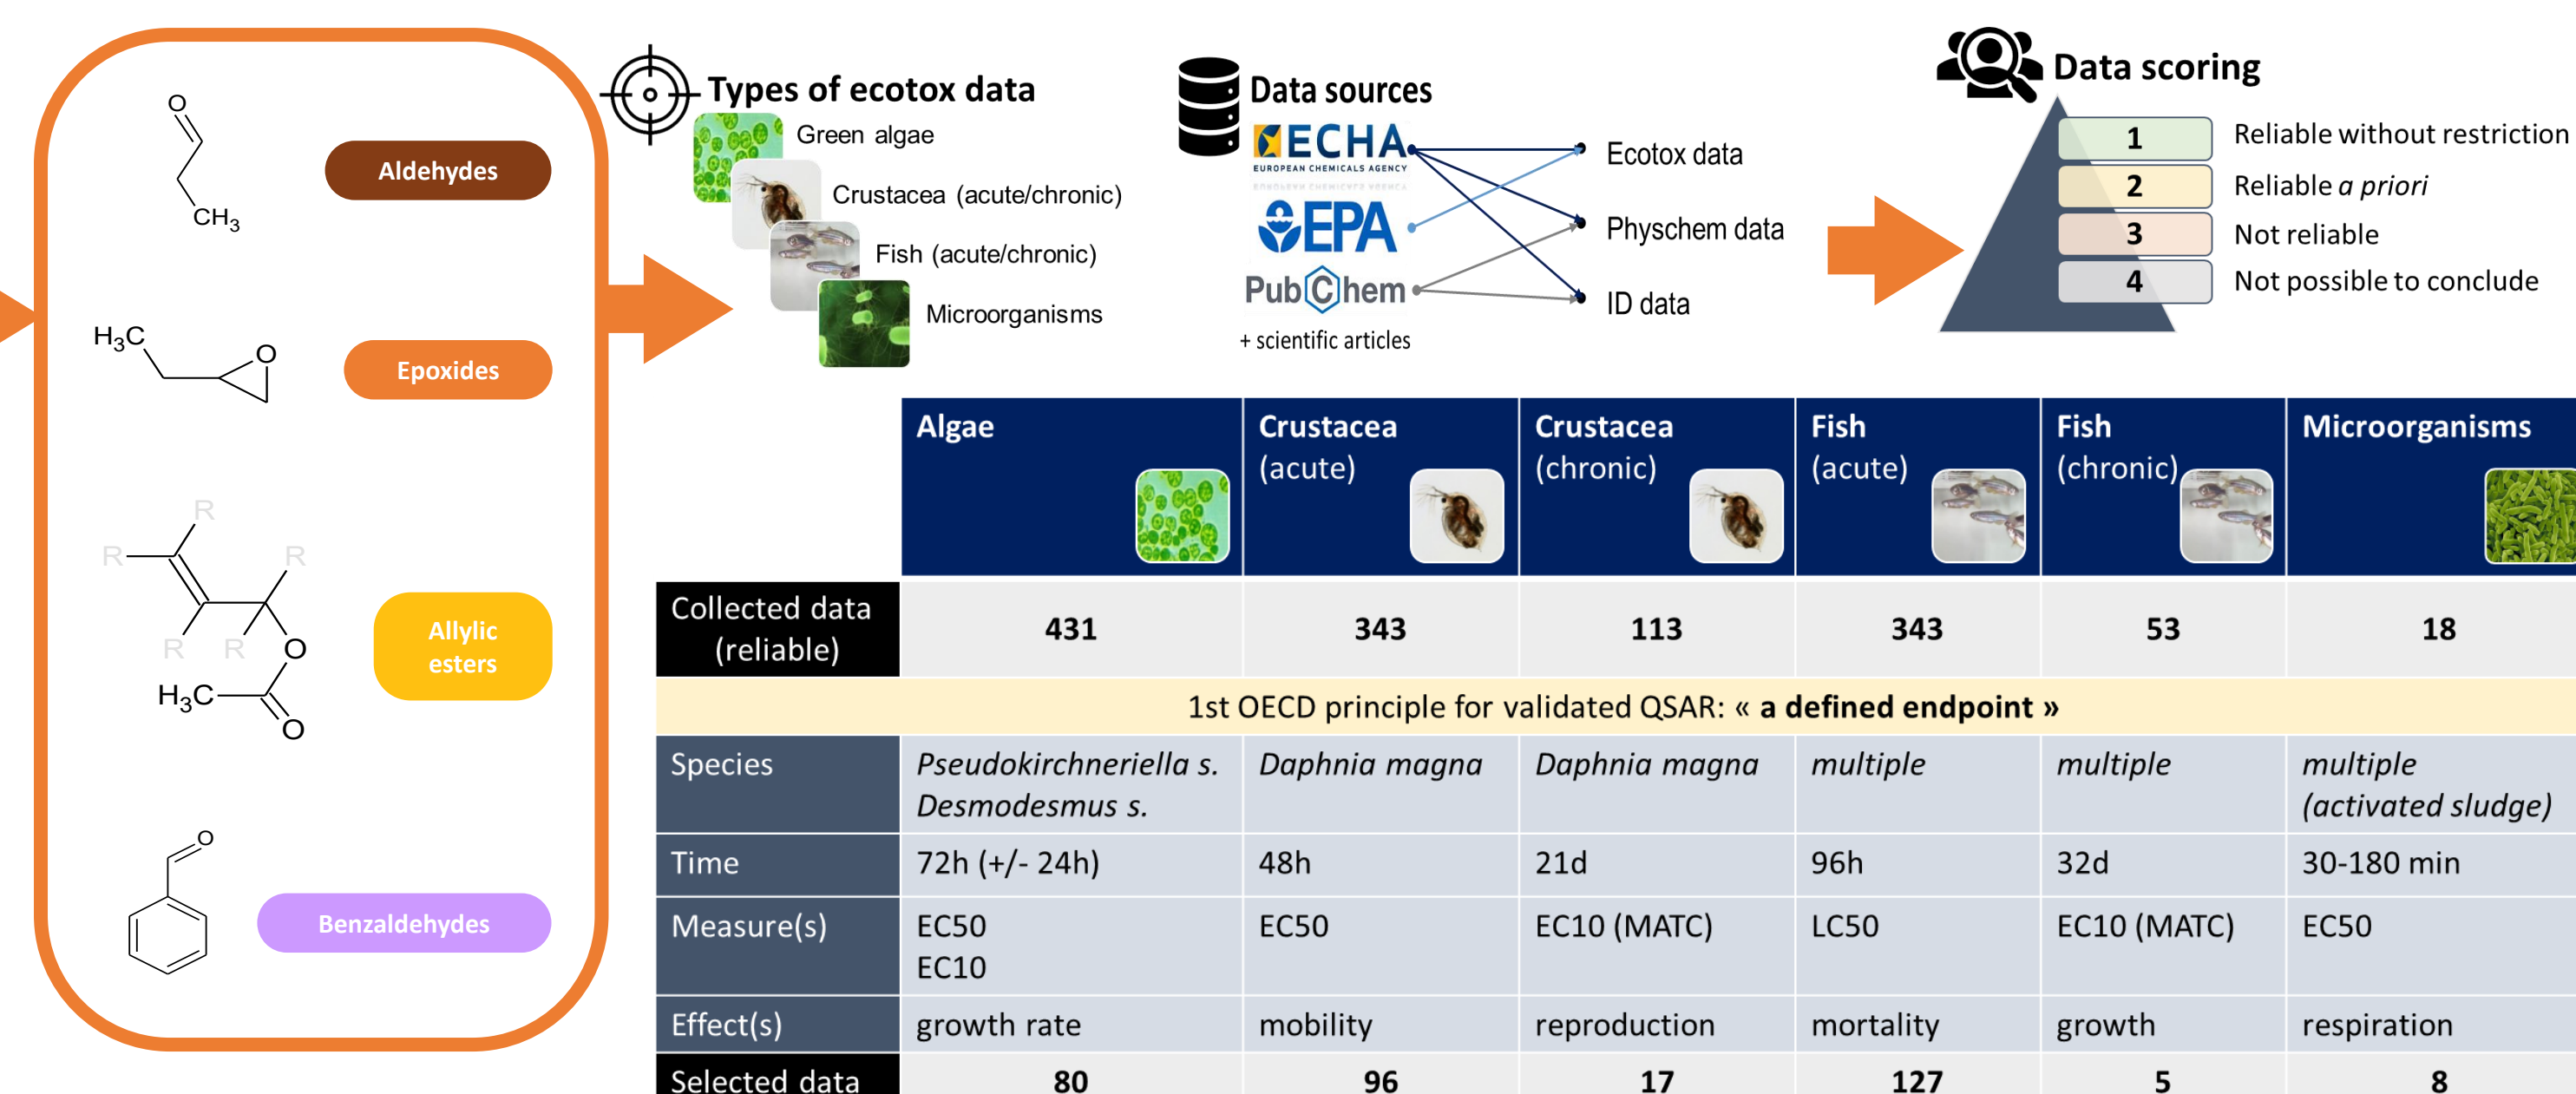 O
CH3
Aldehydes
H3C
O
Epoxides
R
R
R
R
R
O
H3C
O
Allylic
esters
O
Benzaldehydes
Types of ecotox data
Green algae
Crustacea (acute/chronic)
Fish (acute/chronic)
Microorganisms
Data sources
ECHA
EUROPEAN CHEMICALS AGENCY
EPA
PubChem
+ scientific articles
Ecotox data
Physchem data
ID data
Data scoring
1 Reliable without restriction
2 Reliable a priori
3 Not reliable
4 Not possible to conclude
Algae Crustacea Crustacea Fish Fish Microorganisms
(acute) (chronic) (acute) (chronic)
Collected data
(reliable) 431 343 113 343 53 18
1st OECD principle for validated QSAR: « a defined endpoint »
Species Pseudokirchneriella s. Daphnia magna Daphnia magna multiple multiple multiple
Desmodesmus s. (activated sludge)
Time 72h (+/- 24h) 48h 21d 96h 32d 30-180 min
Measure(s) EC50 EC50 EC10 (MATC) LC50 EC10 (MATC) EC50
EC10
Effect(s) growth rate mobility reproduction mortality growth respiration
Selected data 80 96 17 127 5 8